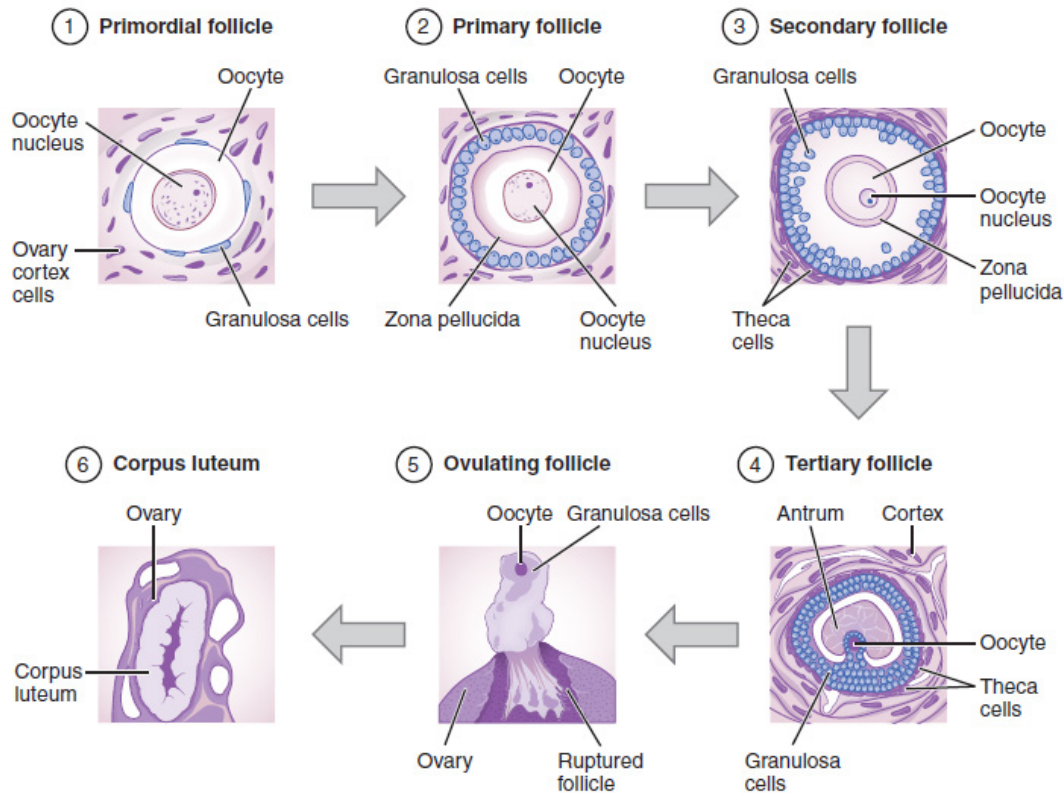 1 Primordial follicle
Oocyte
Oocyte
nucleus
Ovary
cortex
cells
Granulosa cells
2 Primary follicle
Granulosa cells
Oocyte
Zona pellucida
Oocyte
nucleus
3 Secondary follicle
Granulosa cells
Oocyte
Oocyte
nucleus
Zona
pellucida
Theca
cells
4 Tertiary follicle
Antrum
Cortex
Oocyte
Theca
cells
Granulosa
cells
5 Ovulating follicle
Oocyte
Granulosa cells
Ovary
Ruptured
follicle
6 Corpus luteum
Ovary
Corpus
luteum